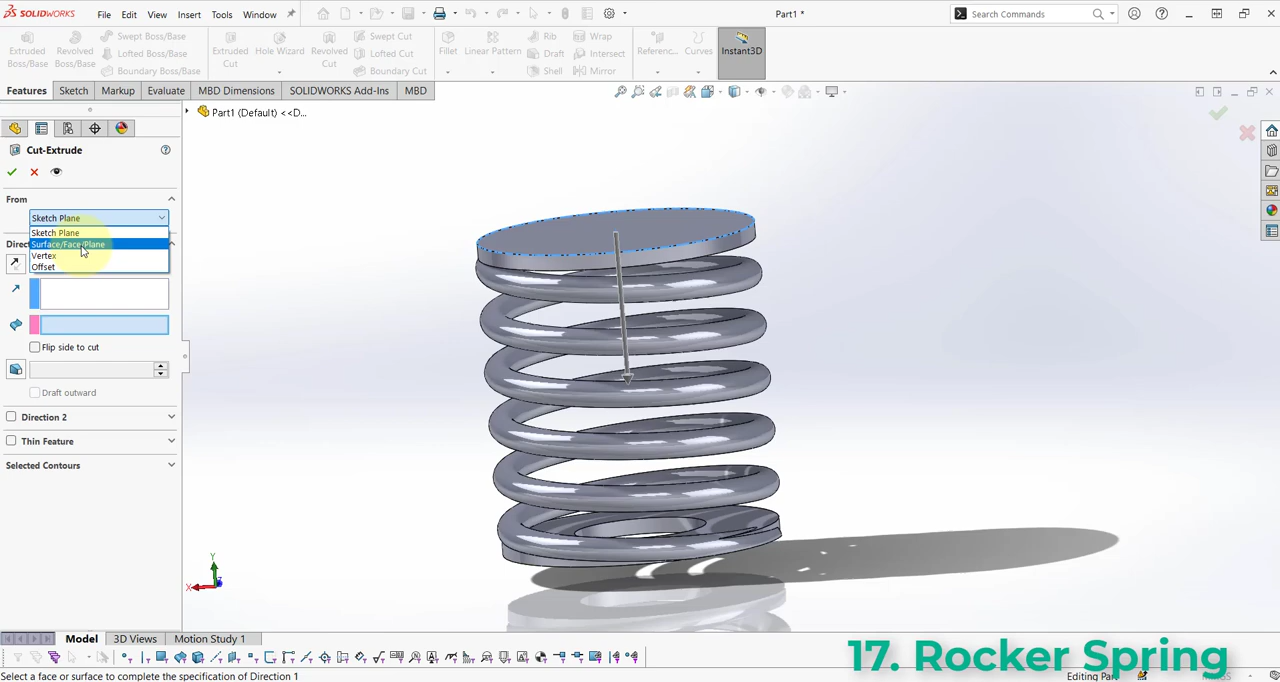 SOLIDWORKS
File Edit View Insert Tools Window
Part1 *
Search Commands
Extruded Boss/Base
Revolved Boss/Base
Swept Boss/Base
Lofted Boss/Base
Boundary Boss/Base
Extruded Cut
Hole Wizard
Revolved Cut
Swept Cut
Lofted Cut
Boundary Cut
Fillet
Linear Pattern
Rib
Draft
Shell
Wrap
Intersect
Mirror
Referenc...
Curves
Instant3D
Features Sketch Markup Evaluate MBD Dimensions SOLIDWORKS Add-Ins MBD
Part1 (Default) <<D...
Cut-Extrude
From
Sketch Plane
Sketch Plane
Surface/Face/Plane
Vertex
Offset
Direc
Flip side to cut
Draft outward
Direction 2
Thin Feature
Selected Contours
Y
X
Z
Model 3D Views Motion Study 1
17. Rocker Spring
Select a face or surface to complete the specification of Direction 1
Editing Part